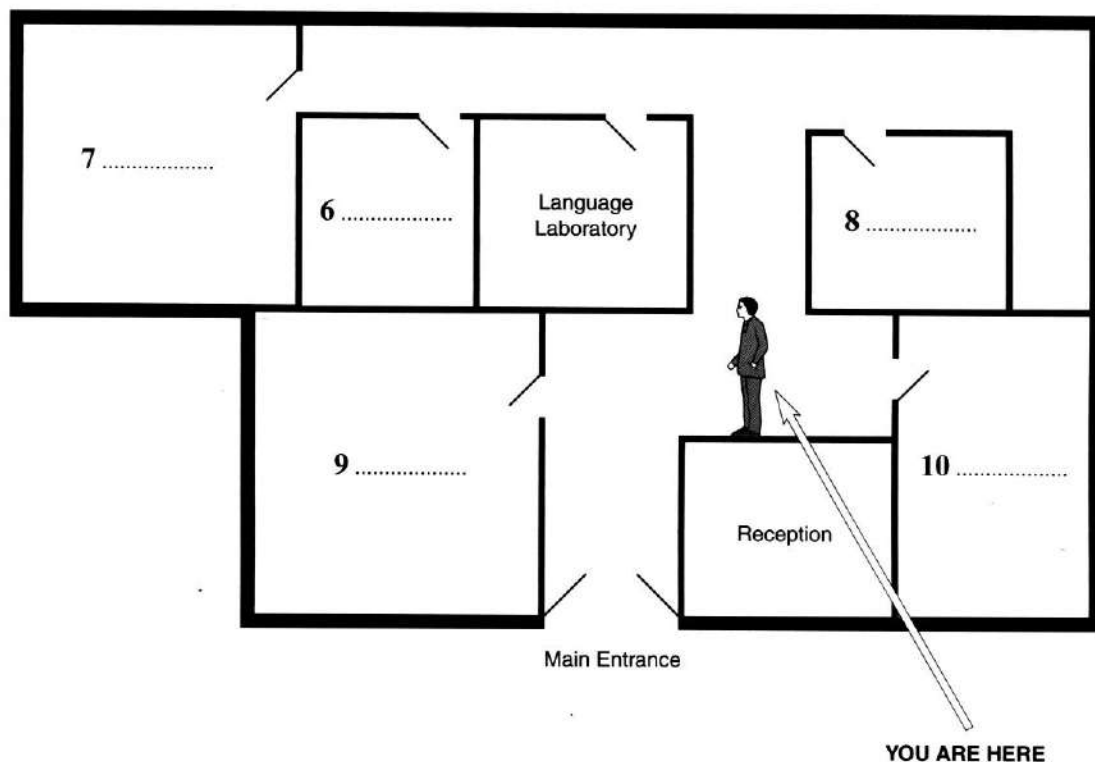 7 ....................
6 ....................
Language
Laboratory
8 ....................
9 ....................
10 ....................
Reception
Main Entrance
YOU ARE HERE